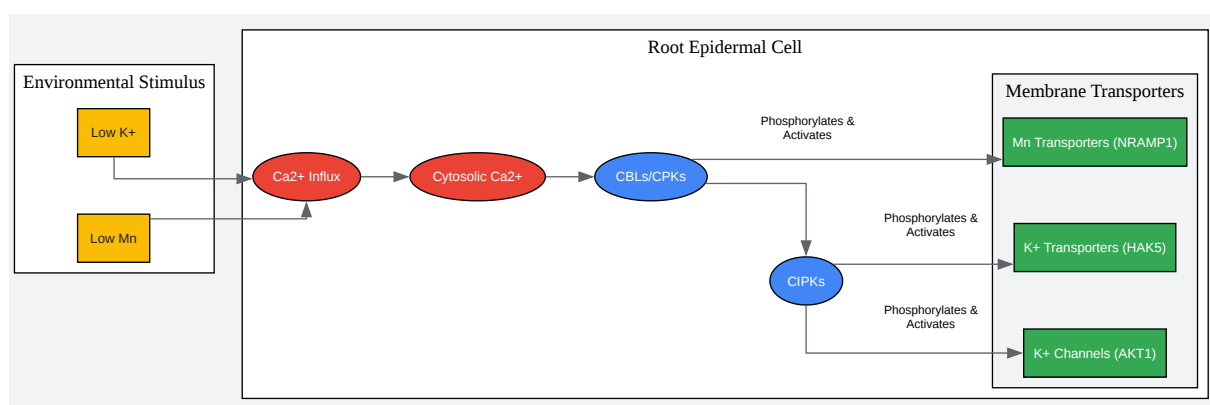 Root Epidermal Cell
Environmental Stimulus
Membrane Transporters
Low K+
Phosphorylates &
Activates
Mn Transporters (NRAMP1)
Ca2+ Influx
Cytosolic Ca2+
CBLs/CPKs
Low Mn
Phosphorylates &
Activates
K+ Transporters (HAK5)
CIPKs
Phosphorylates &
Activates
K+ Channels (AKT1)